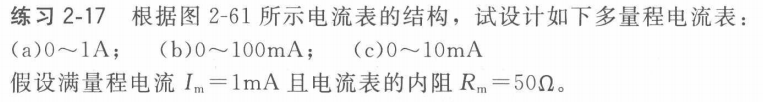 练习 2-17 根据图 2-61 所示电流表的结构，试设计如下多量程电流表：
(a)0～1A； (b)0～100mA； (c)0～10mA
假设满量程电流 Iₘ＝1mA 且电流表的内阻 Rₘ＝50Ω。